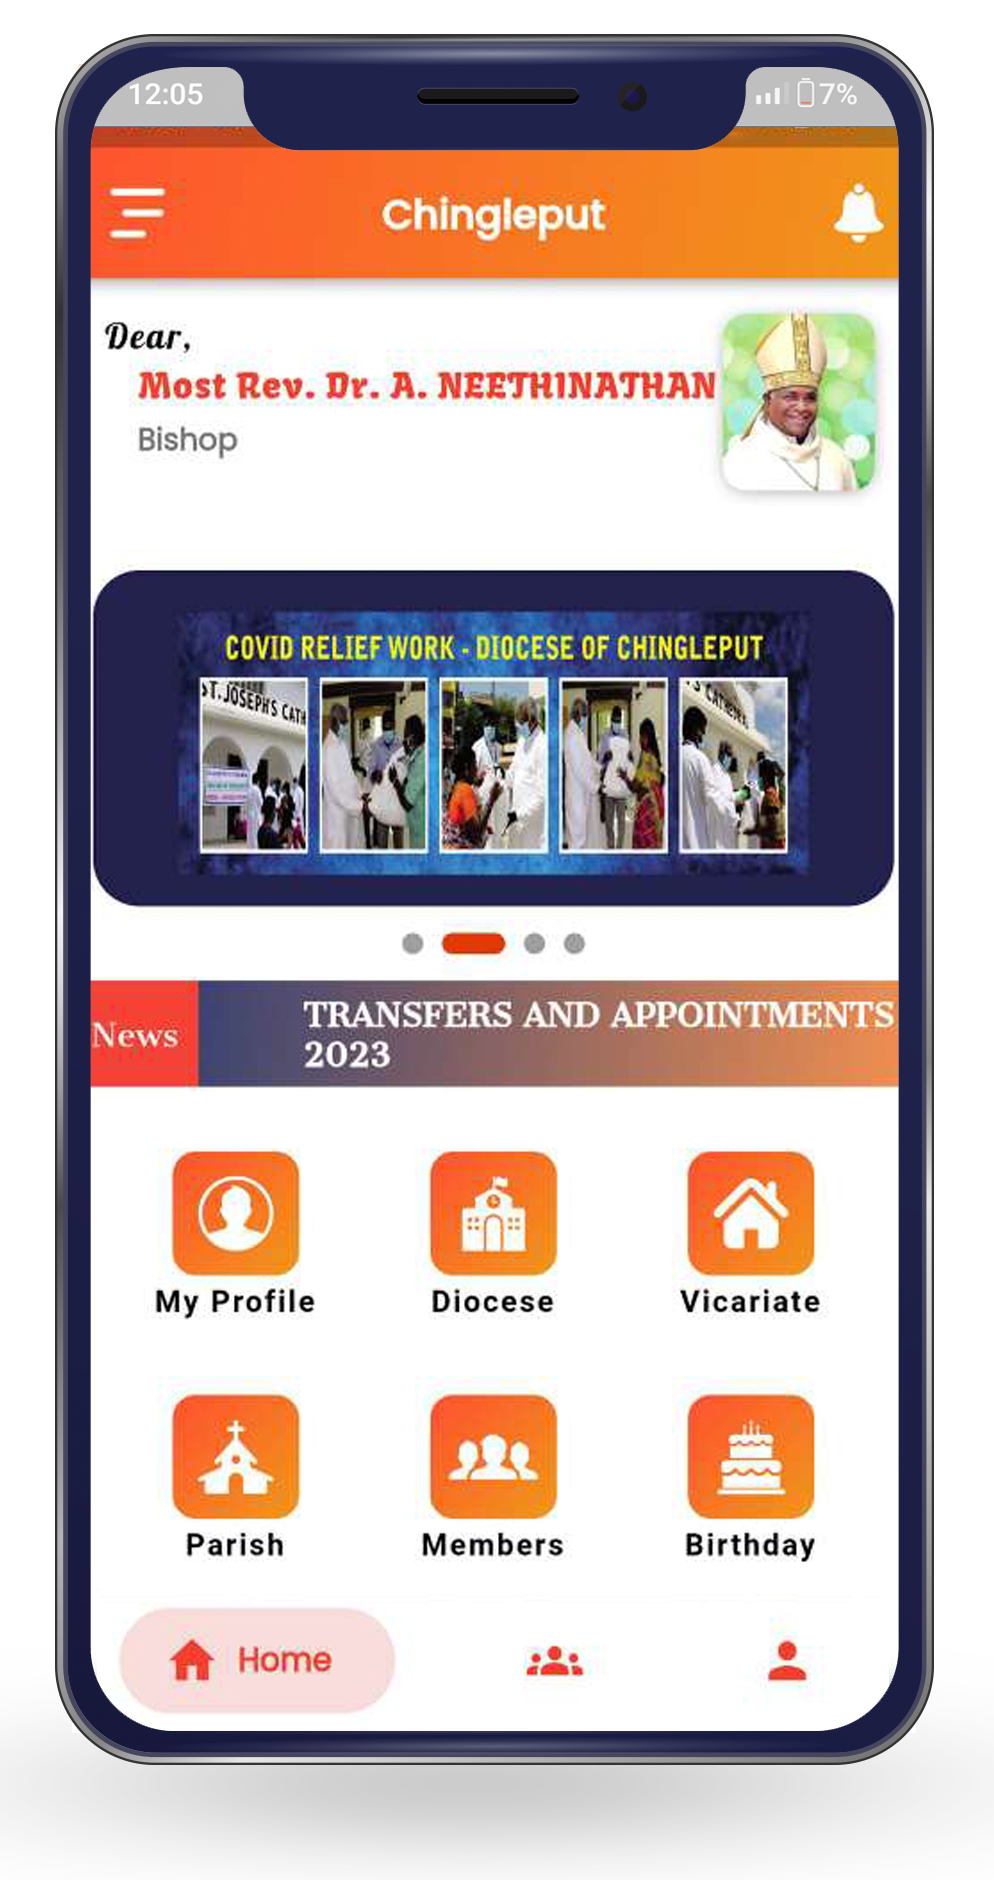 12:05
7%
Chingleput
Dear,
Most Rev. Dr. A. NEETHINATHAN
Bishop
COVID RELIEF WORK - DIOCESE OF CHINGLEPUT
ST. JOSEPH'S CATH
News
TRANSFERS AND APPOINTMENTS
2023
My Profile
Diocese
Vicariate
Parish
Members
Birthday
Home